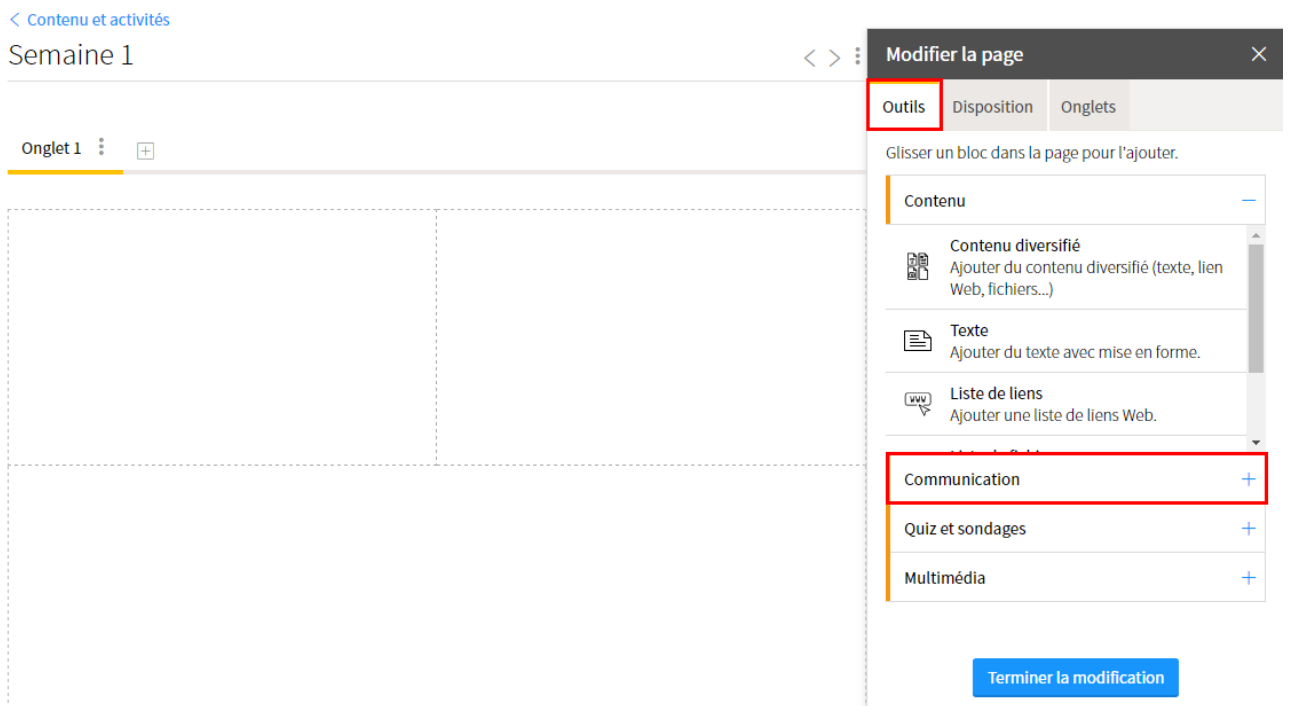 Contenu et activités
Semaine 1
Onglet 1
Modifier la page
Outils Disposition Onglets
Glisser un bloc dans la page pour l'ajouter.
Contenu
Contenu diversifié
Ajouter du contenu diversifié (texte, lien
Web, fichiers...)
Texte
Ajouter du texte avec mise en forme.
WWW
Liste de liens
Ajouter une liste de liens Web.
Communication
Quiz et sondages
Multimédia
Terminer la modification